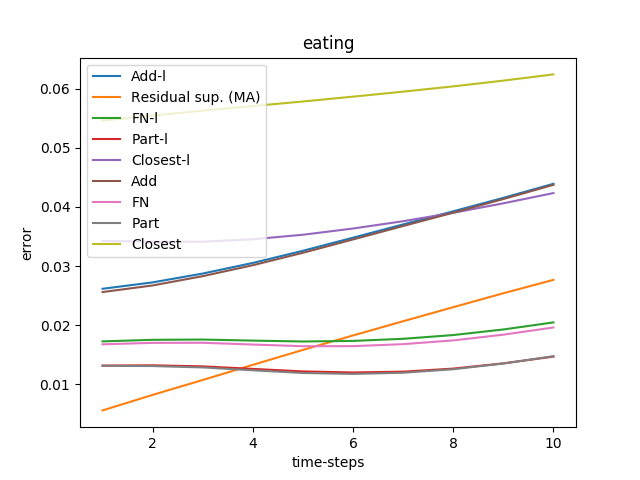 eating
0.06
0.05
0.04
0.03
0.02
0.01
error
Add-l
Residual sup. (MA)
FN-l
Part-l
Closest-l
Add
FN
Part
Closest
2 4 6 8 10
time-steps